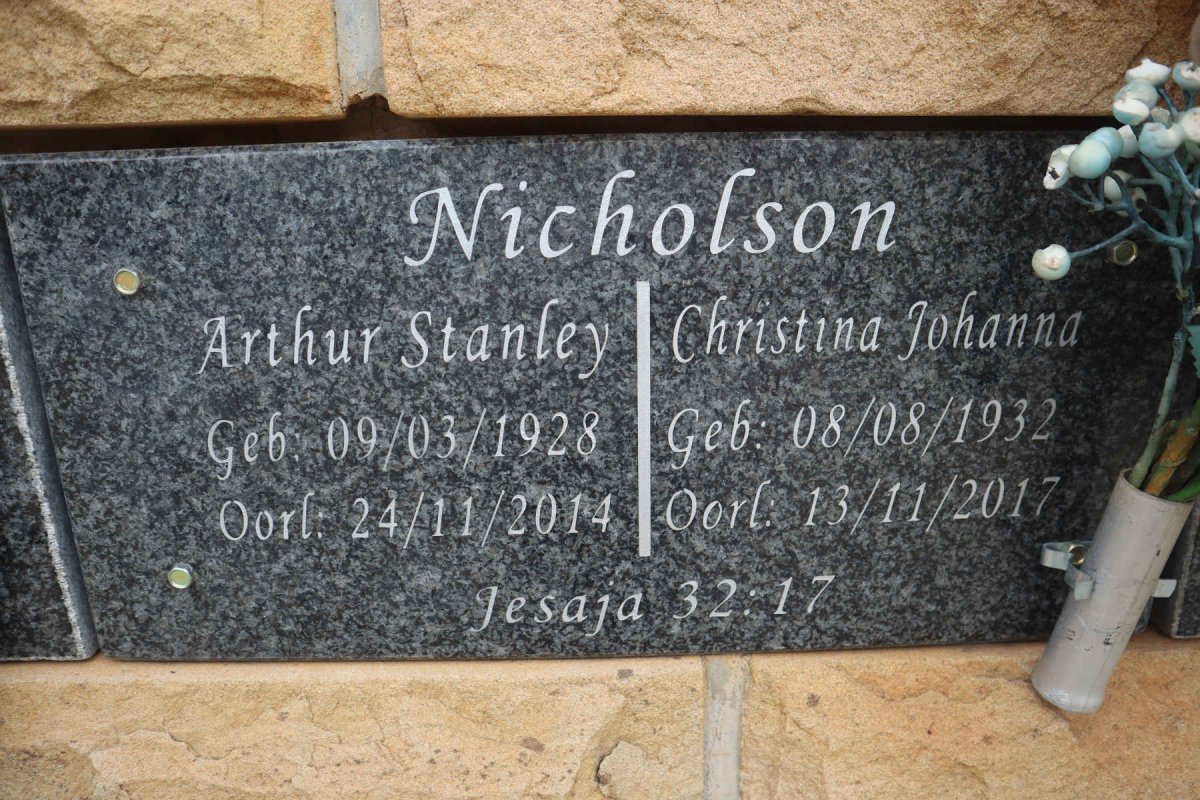 Nicholson
Arthur Stanley
Geb: 09/03/1928
Oorl: 24/11/2014
Christina Johanna
Geb: 08/08/1932
Oorl: 13/11/2017
Jesaja 32:17